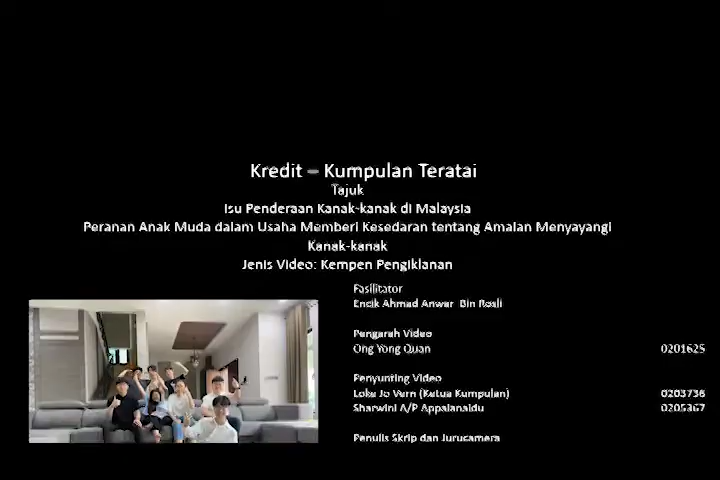 Kredit – Kumpulan Teratai
Tajuk
Isu Penderaan Kanak-kanak di Malaysia
Peranan Anak Muda dalam Usaha Memberi Kesedaran tentang Amalan Menyayangi
Kanak-kanak
Jenis Video: Kempen Pengiklanan
Fasilitator
Encik Ahmad Anwar Bin Rosli
Pengarah Video
Ong Yong Quan 0201625
Penyunting Video
Loke Jo Vern (Ketua Kumpulan) 0203736
Sharwini A/P Appalanaidu 0205367
Penulis Skrip dan Jurucamera